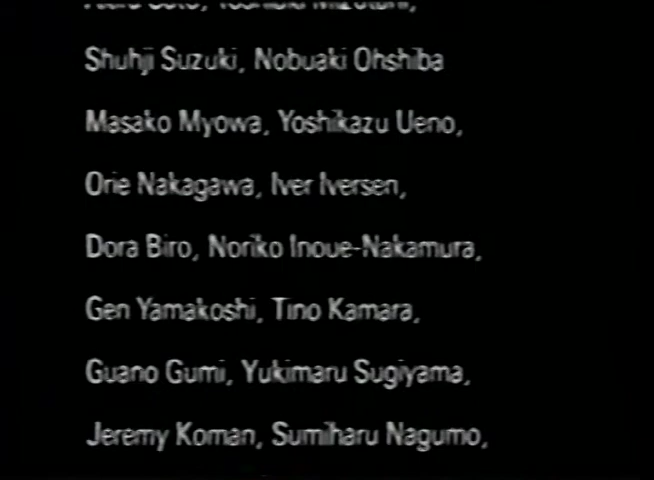 Shuhji Suzuki, Nobuaki Ohshiba
Masako Myowa, Yoshikazu Ueno,
Orie Nakagawa, Iver Iversen,
Dora Biro, Noriko Inoue-Nakamura,
Gen Yamakoshi, Tino Kamara,
Guano Gumi, Yukimaru Sugiyama,
Jeremy Koman, Sumiharu Nagumo,